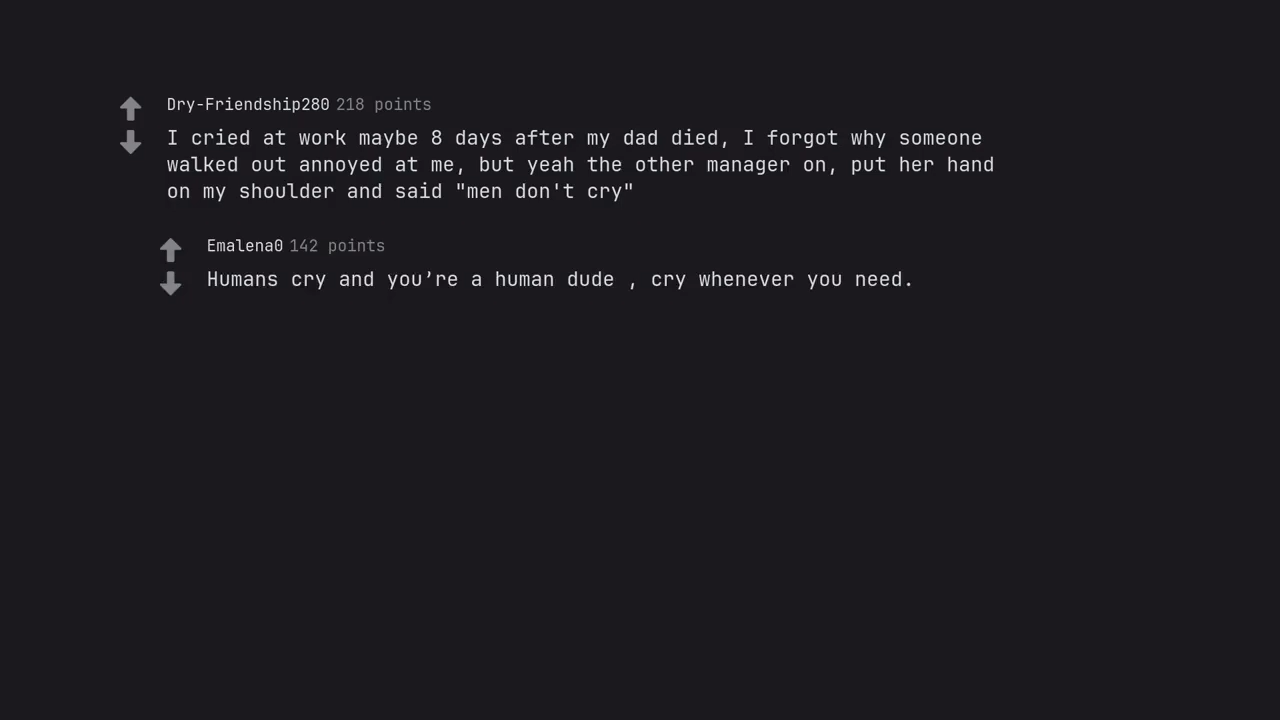 Dry-Friendship280 218 points
I cried at work maybe 8 days after my dad died, I forgot why someone
walked out annoyed at me, but yeah the other manager on, put her hand
on my shoulder and said "men don't cry"
Emalena0 142 points
Humans cry and you’re a human dude , cry whenever you need.